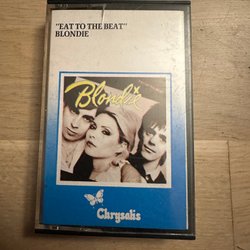 "EAT TO THE BEAT"
BLONDIE
Blondie
Chrysalis